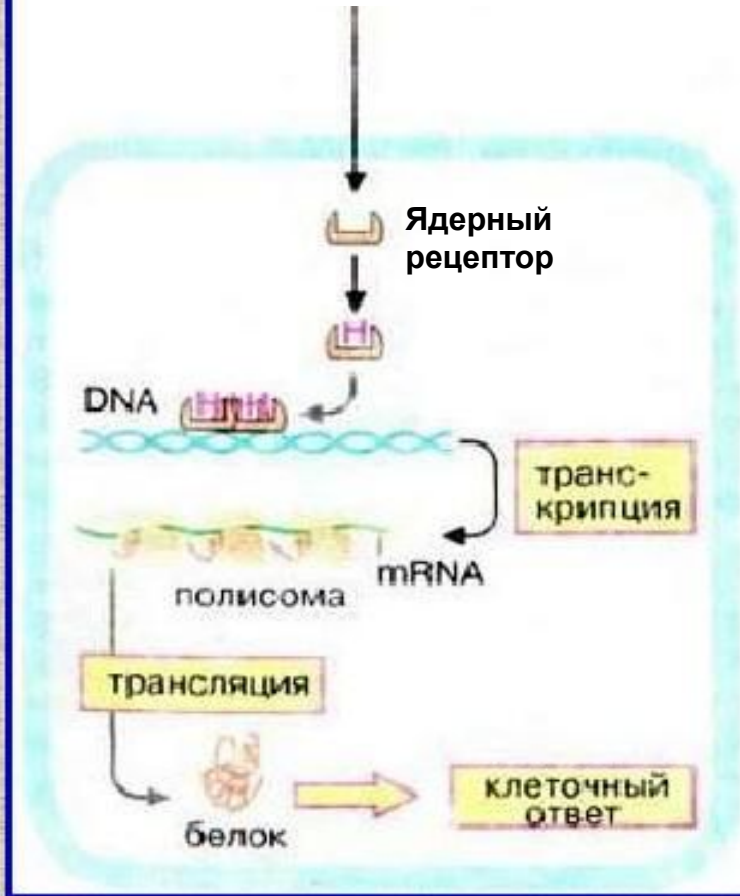 Ядерный
рецептор
H
DNA
H H
транс-
крипция
mRNA
полисома
трансляция
белок
клеточный
ответ